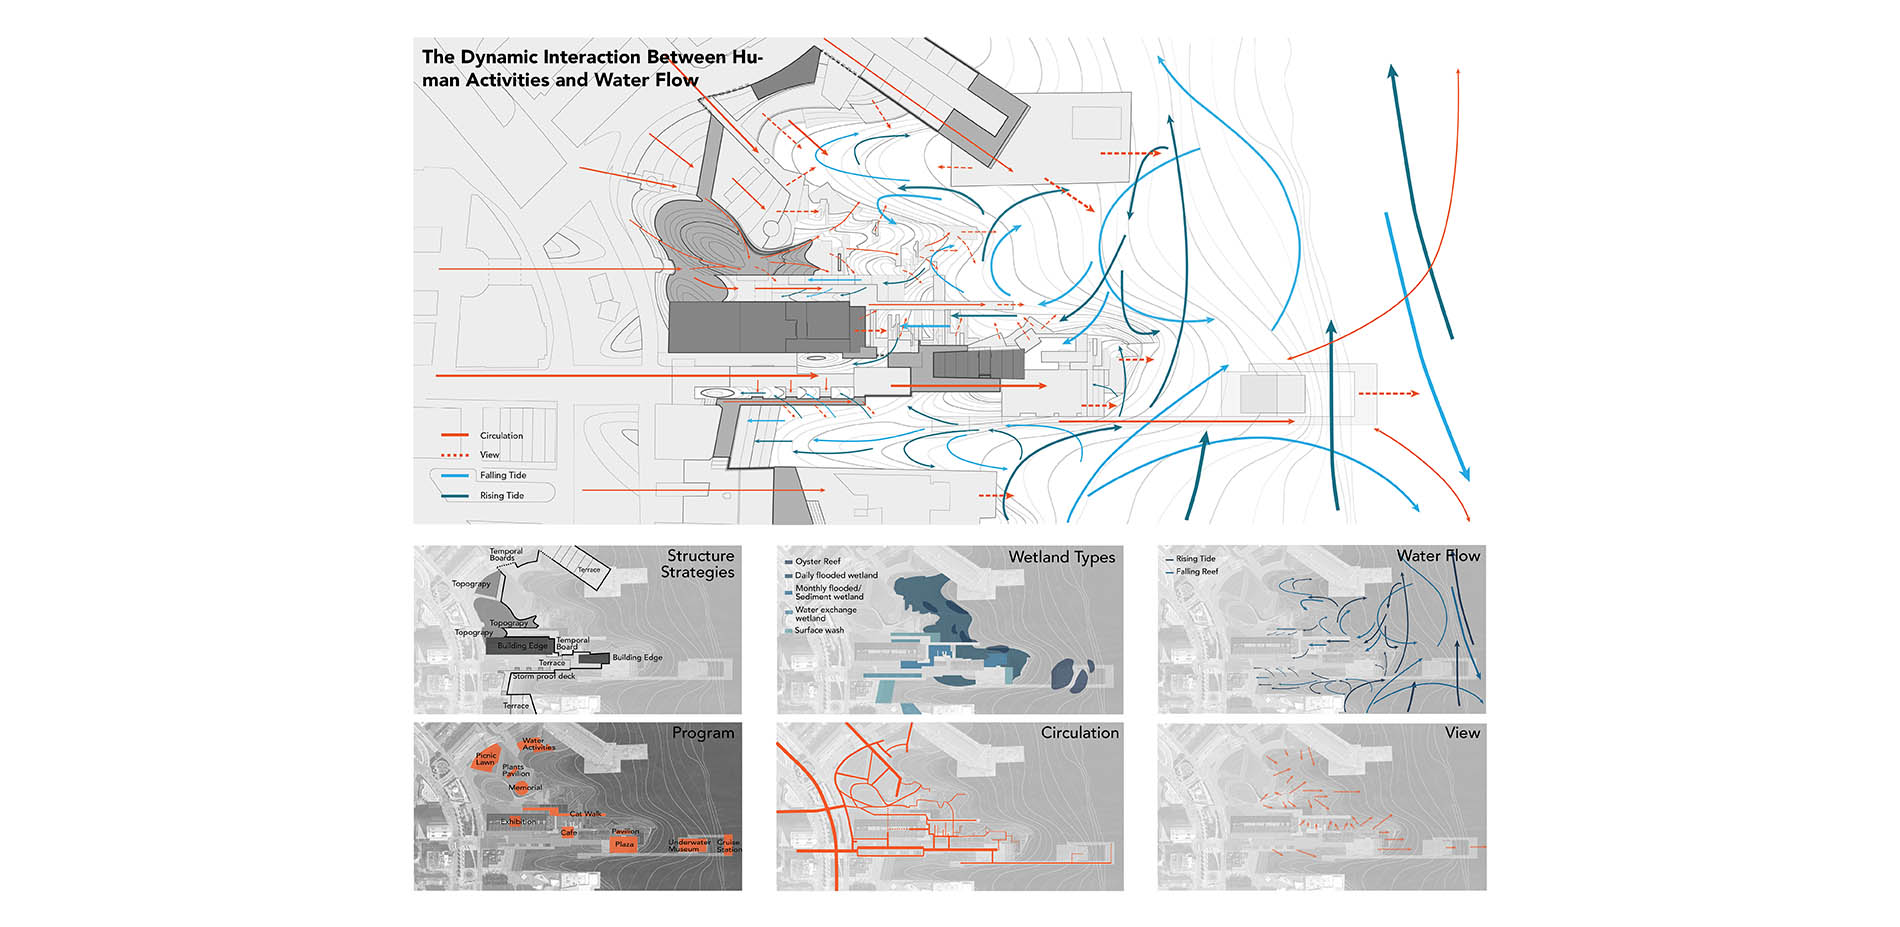 The Dynamic Interaction Between Hu-
man Activities and Water Flow
Circulation
View
Falling Tide
Rising Tide
Structure
Strategies
Temporal
Boards
Terrace
Topograpy
Topograpy
Topograpy
Building Edge
Temporal
Board
Building Edge
Terrace
Storm proof deck
Terrace
Wetland Types
Oyster Reef
Daily flooded wetland
Monthly flooded/
Sediment wetland
Water exchange
wetland
Surface wash
Water Flow
Rising Tide
Falling Reef
Program
Water
Activities
Picnic
Lawn
Plants
Pavilion
Memorial
Exhibition
Cat Walk
Cafe
Pavilion
Plaza
Underwater
Museum
Cruise
Station
Circulation
View